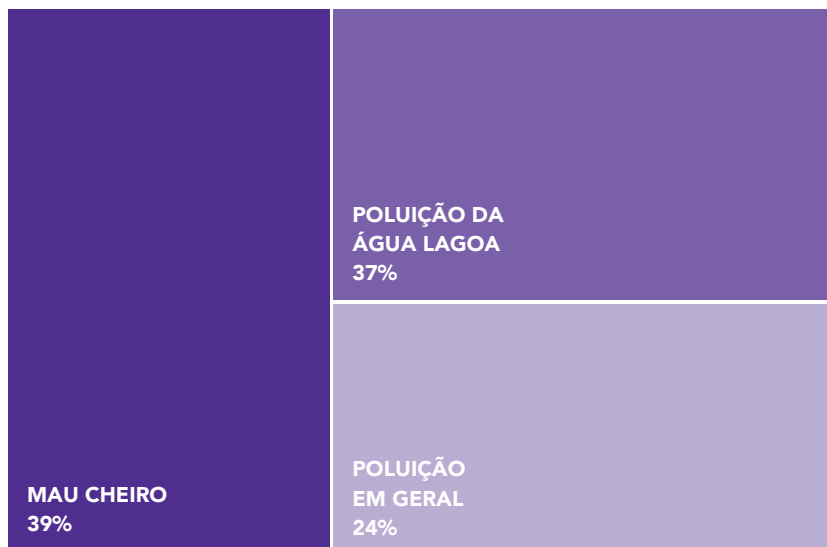 MAU CHEIRO
39%
POLUIÇÃO DA
ÁGUA LAGOA
37%
POLUIÇÃO
EM GERAL
24%